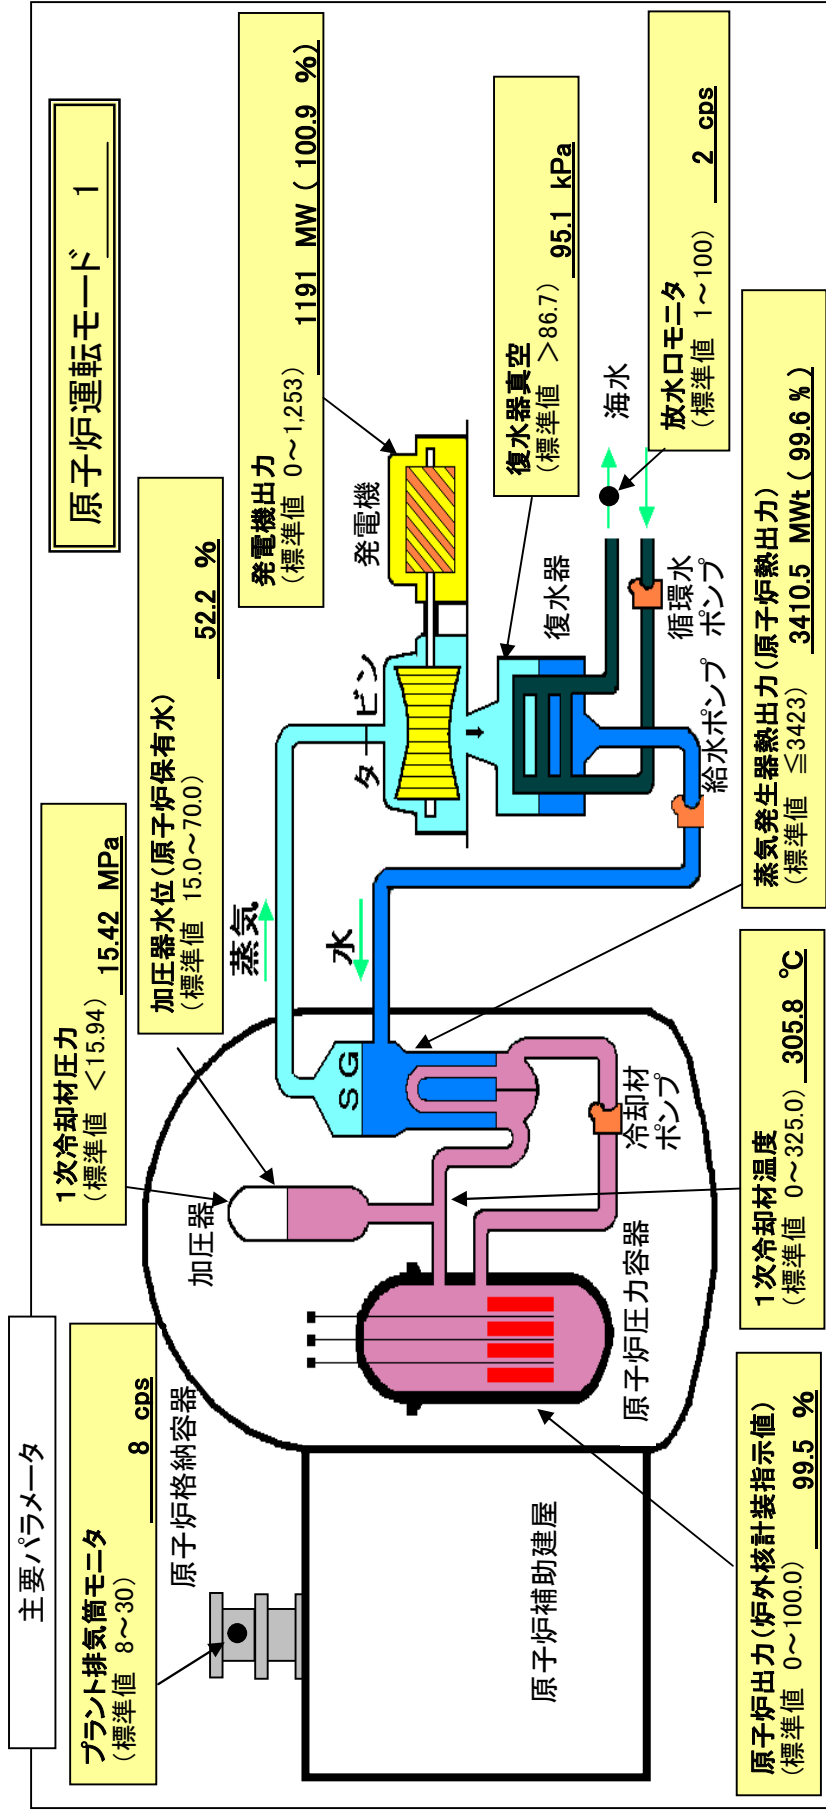 主要パラメータ
原子炉運転モード　1
プラント排気筒モニタ
(標準値 8～30)
8 cps
1次冷却材圧力
(標準値 <15.94)
15.42 MPa
加圧器水位(原子炉保有水)
(標準値 15.0～70.0)
52.2 %
発電機出力
(標準値 0～1,253)
1191 MW ( 100.9 %)
原子炉格納容器
加圧器
蒸気
水
SG
タービン
発電機
復水器真空
(標準値 >86.7)
95.1 kPa
復水器
海水
循環水
ポンプ
給水ポンプ
放水口モニタ
(標準値 1～100)
2 cps
冷却材
ポンプ
原子炉圧力容器
原子炉補助建屋
原子炉出力(炉外核計装指示値)
(標準値 0～100.0)
99.5 %
1次冷却材温度
(標準値 0～325.0)
305.8 ℃
蒸気発生器熱出力(原子炉熱出力)
(標準値 ≦3423)
3410.5 MWt ( 99.6 % )